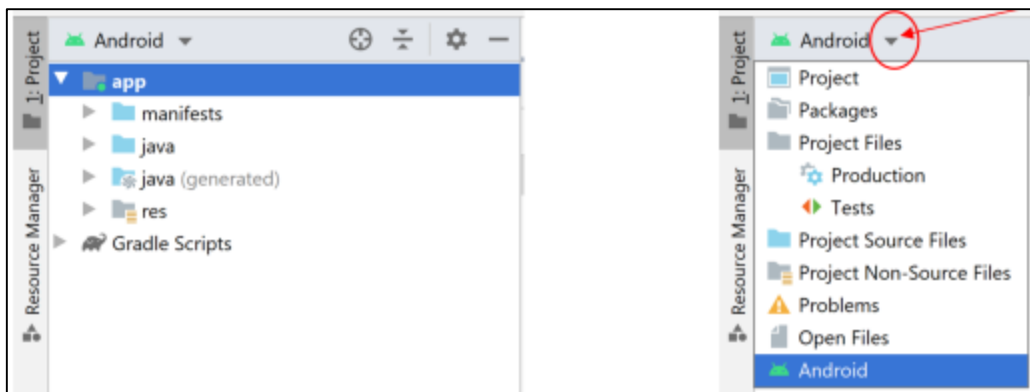 1: Project
Resource Manager
Android
app
manifests
java
java (generated)
res
Gradle Scripts
1: Project
Resource Manager
Android
Project
Packages
Project Files
Production
Tests
Project Source Files
Project Non-Source Files
Problems
Open Files
Android